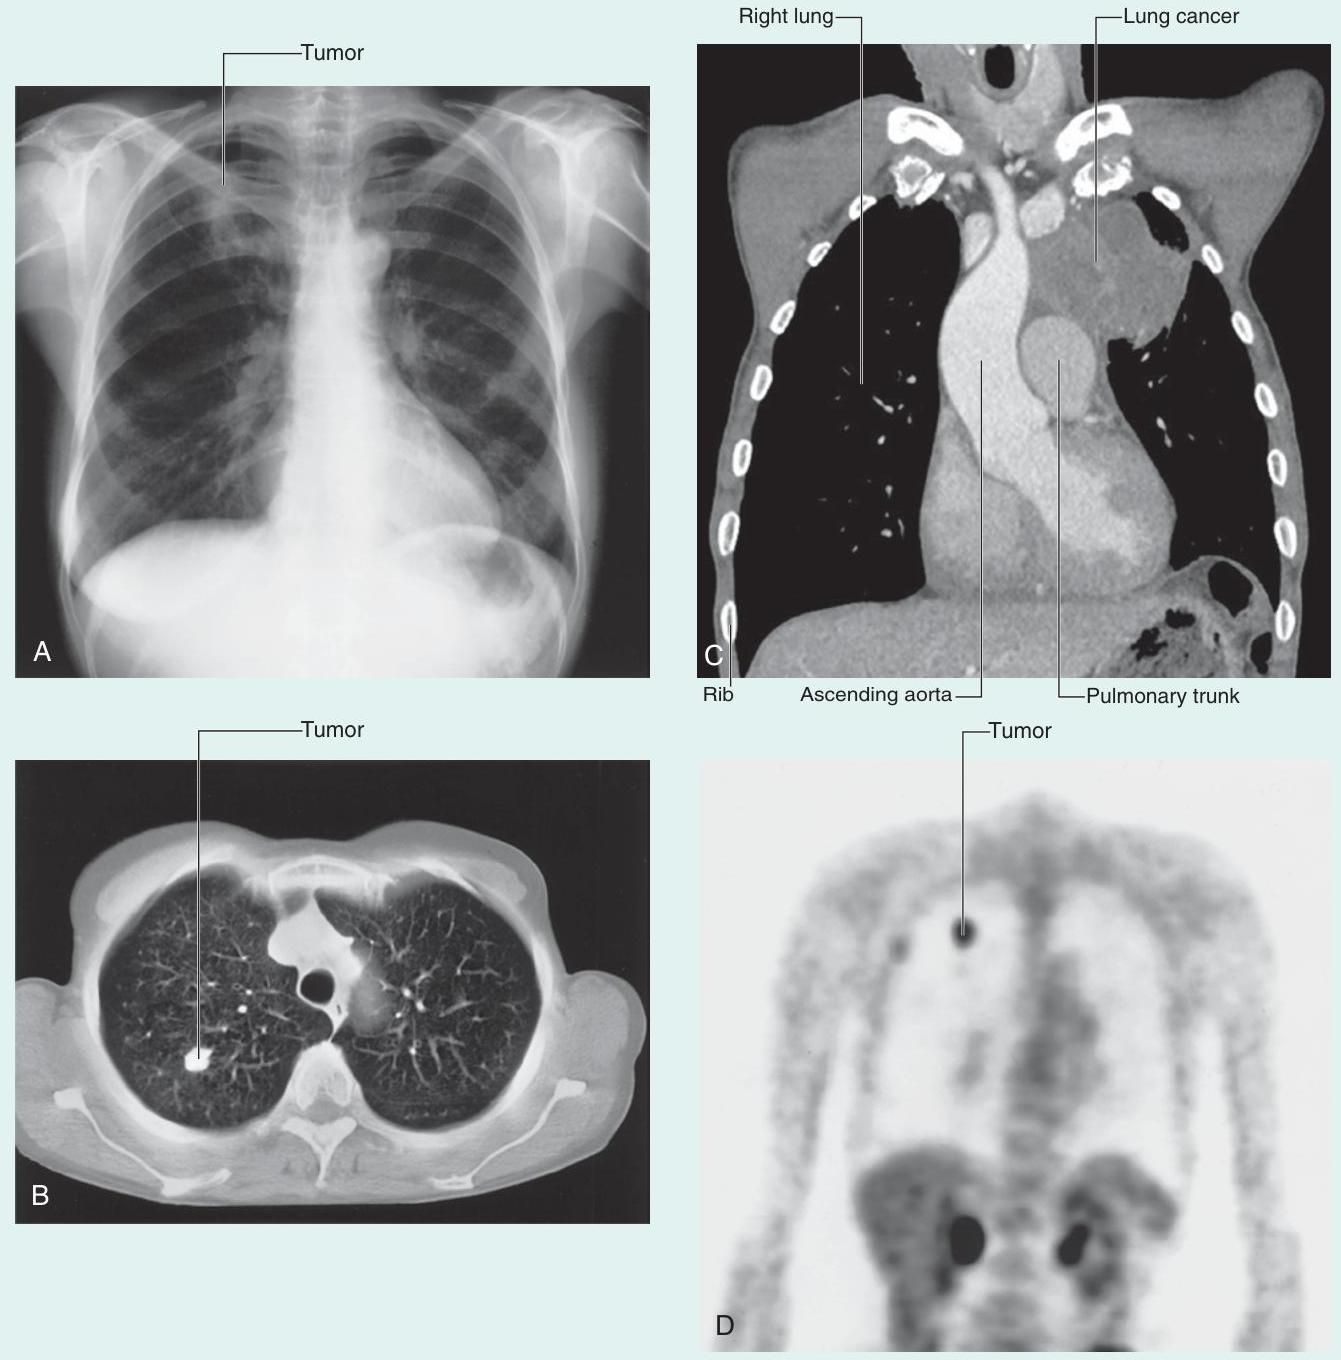 Tumor
A
Right lung
Lung cancer
C
Rib
Ascending aorta
Pulmonary trunk
Tumor
B
Tumor
D